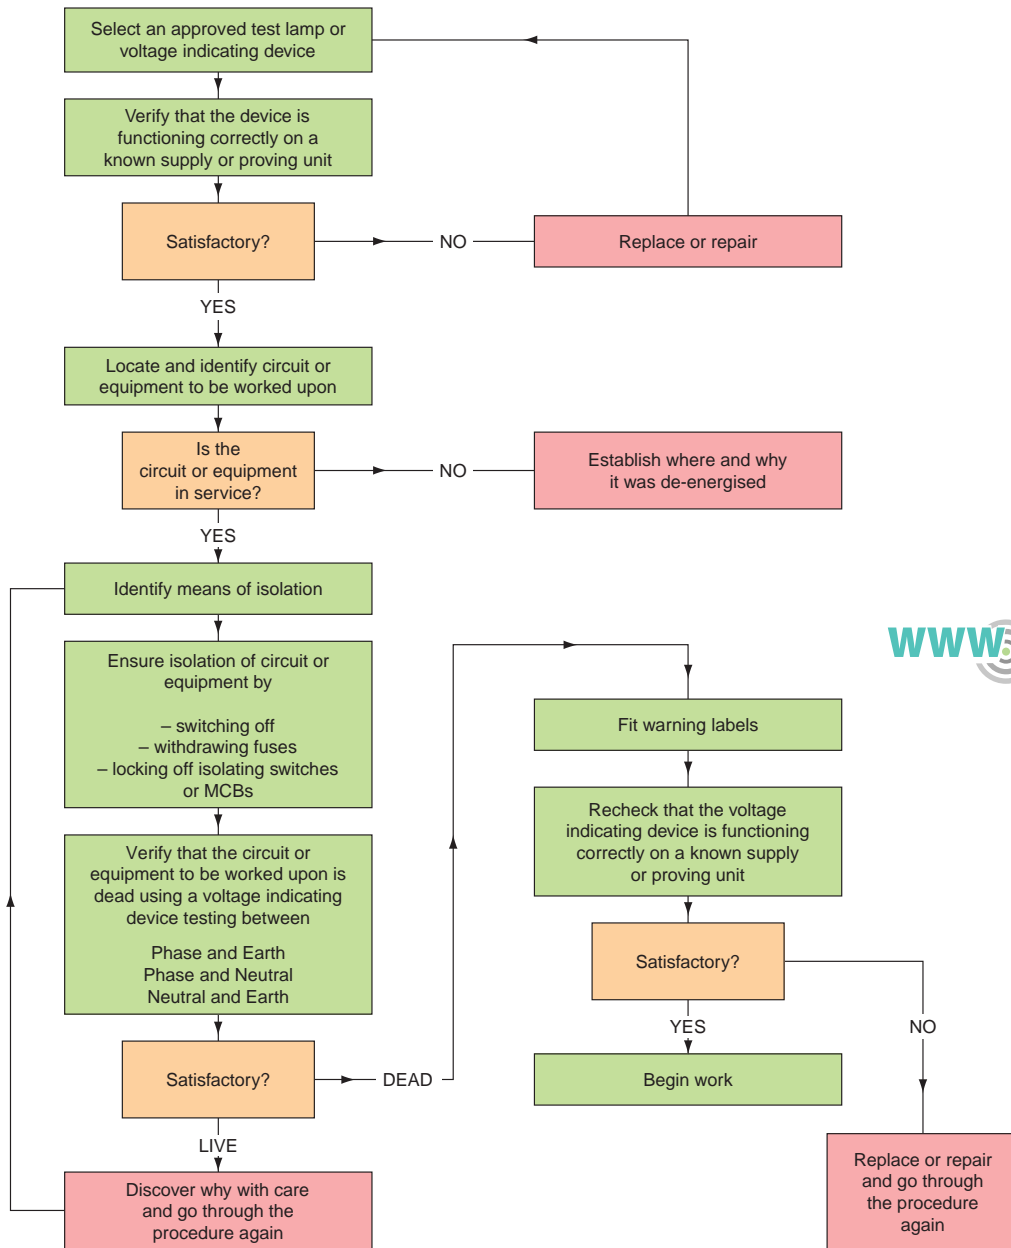 Select an approved test lamp or
voltage indicating device
Verify that the device is
functioning correctly on a
known supply or proving unit
Satisfactory?
NO
Replace or repair
YES
Locate and identify circuit or
equipment to be worked upon
Is the
circuit or equipment
in service?
NO
Establish where and why
it was de-energised
YES
Identify means of isolation
Ensure isolation of circuit or
equipment by
– switching off
– withdrawing fuses
– locking off isolating switches
or MCBs
Verify that the circuit or
equipment to be worked upon is
dead using a voltage indicating
device testing between
Phase and Earth
Phase and Neutral
Neutral and Earth
Satisfactory?
DEAD
LIVE
Discover why with care
and go through the
procedure again
www.
Fit warning labels
Recheck that the voltage
indicating device is functioning
correctly on a known supply
or proving unit
Satisfactory?
YES
NO
Begin work
Replace or repair
and go through
the procedure
again